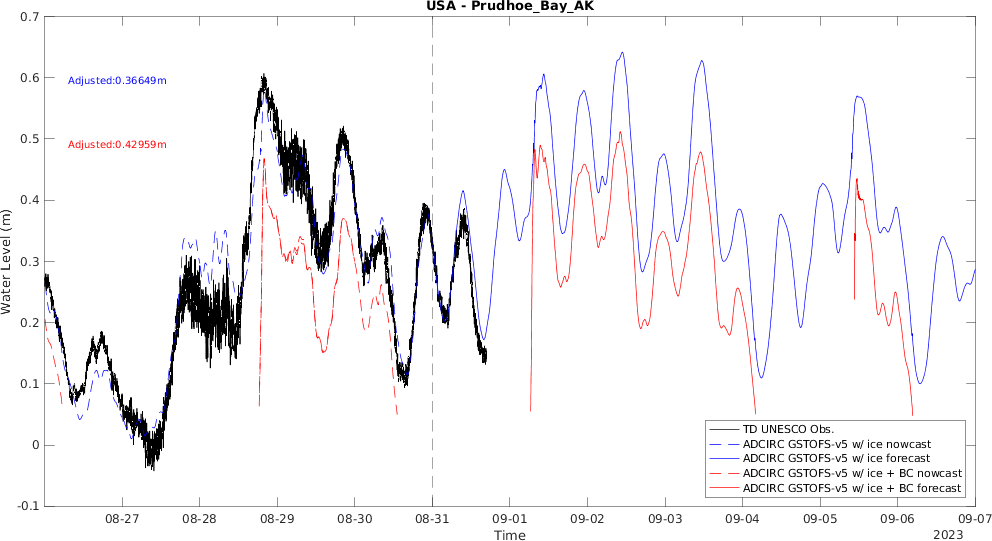 USA - Prudhoe_Bay_AK
0.7
0.6
0.5
0.4
0.3
0.2
0.1
0
-0.1
Water Level (m)
Adjusted:0.36649m
Adjusted:0.42959m
TD UNESCO Obs.
ADCIRC GSTOFS-v5 w/ ice nowcast
ADCIRC GSTOFS-v5 w/ ice forecast
ADCIRC GSTOFS-v5 w/ ice + BC nowcast
ADCIRC GSTOFS-v5 w/ ice + BC forecast
08-27 08-28 08-29 08-30 08-31 09-01 09-02 09-03 09-04 09-05 09-06 09-07
Time
2023